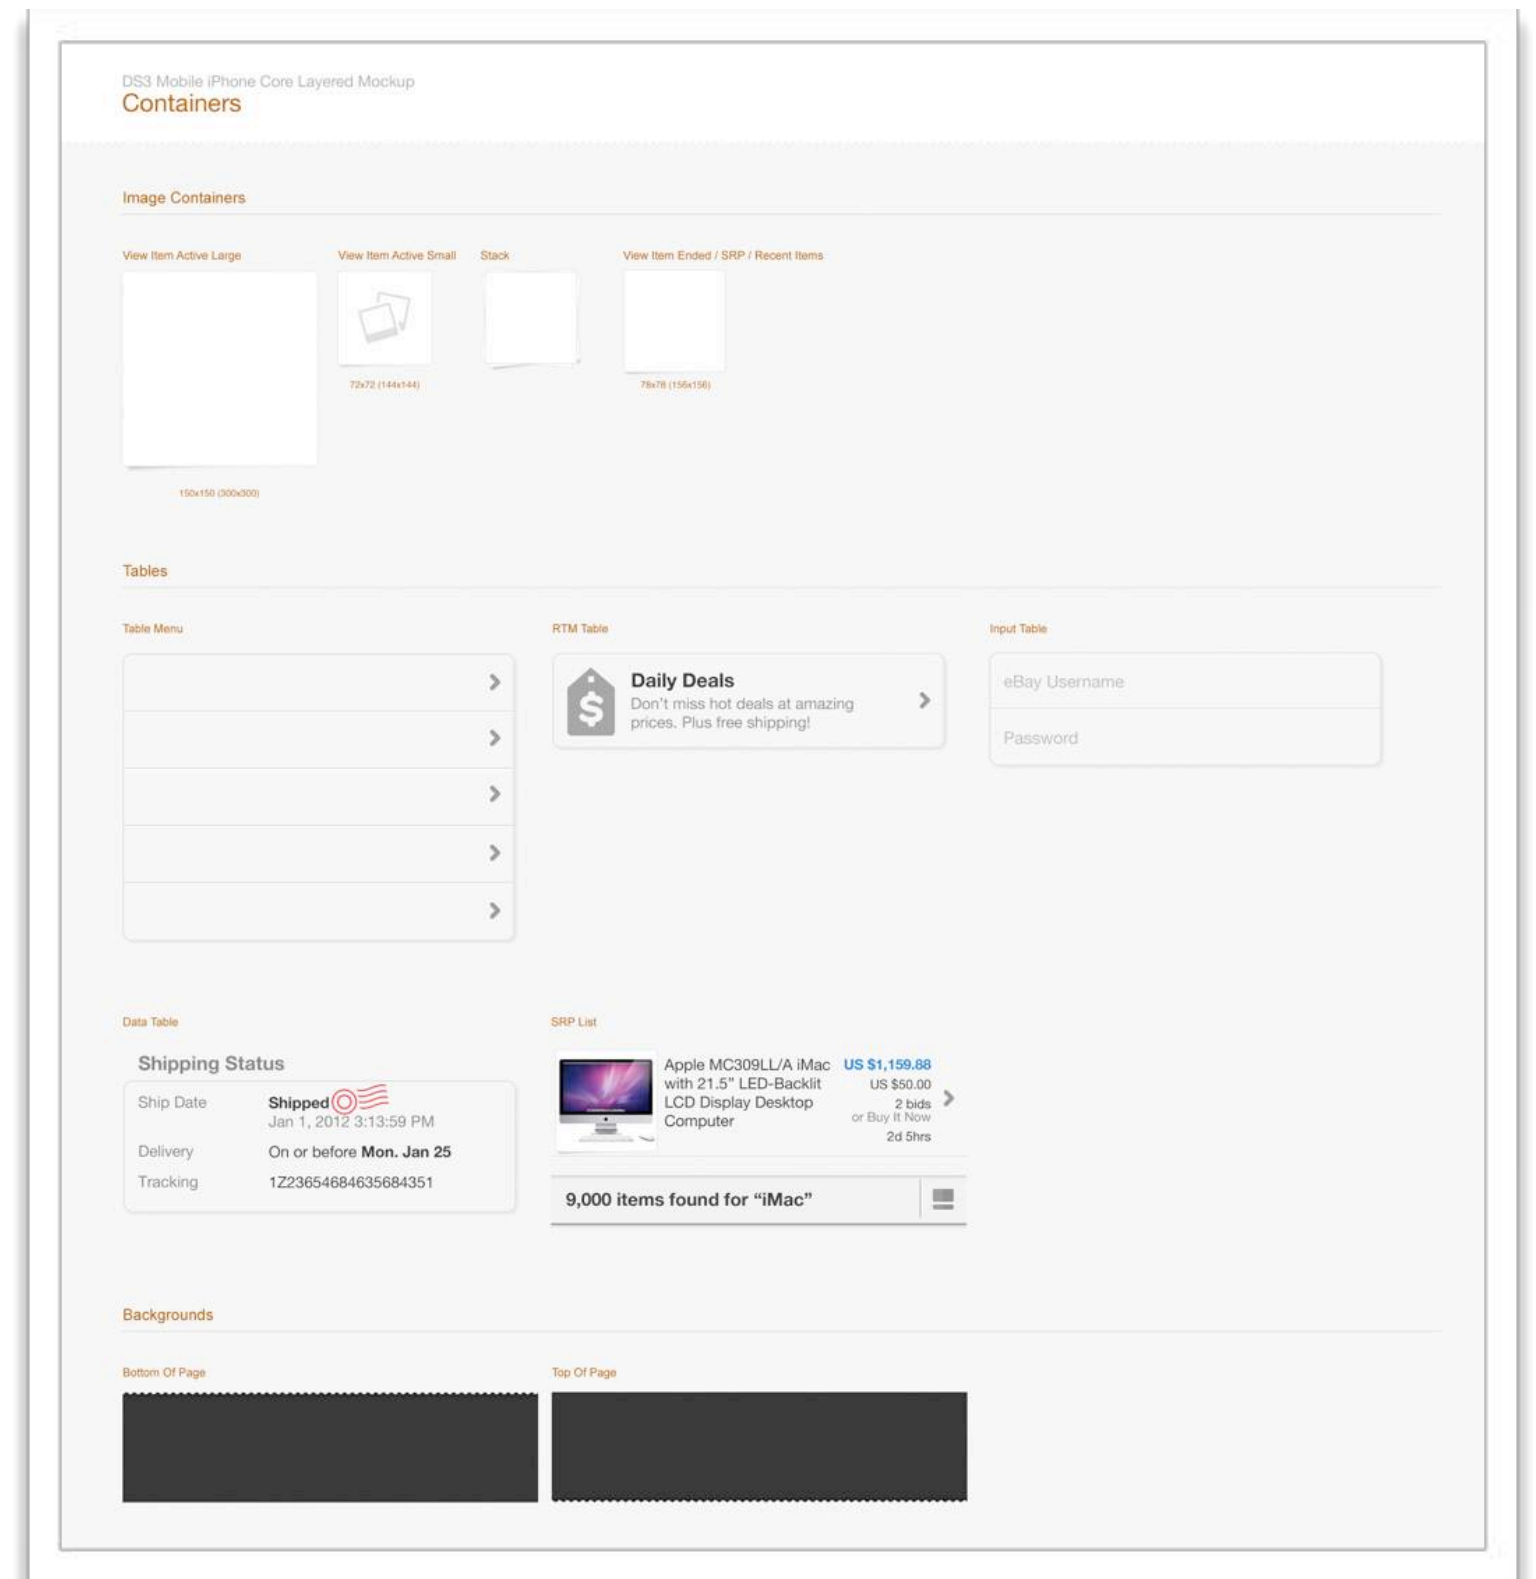 DS3 Mobile iPhone Core Layered Mockup
Containers
Image Containers
View Item Active Large
View Item Active Small
Stack
View Item Ended / SRP / Recent Items
72x72 (144x144)
78x78 (156x156)
150x150 (300x300)
Tables
Table Menu
RTM Table
Input Table
Daily Deals
Don't miss hot deals at amazing
prices. Plus free shipping!
$
eBay Username
Password
Data Table
Shipping Status
Ship Date
Shipped
Jan 1, 2012 3:13:59 PM
Delivery
On or before Mon. Jan 25
Tracking
1Z23654684635684351
SRP List
Apple MC309LL/A iMac
with 21.5" LED-Backlit
LCD Display Desktop
Computer
US $1,159.88
US $50.00
2 bids
or Buy It Now
2d 5hrs
9,000 items found for “iMac”
Backgrounds
Bottom Of Page
Top Of Page